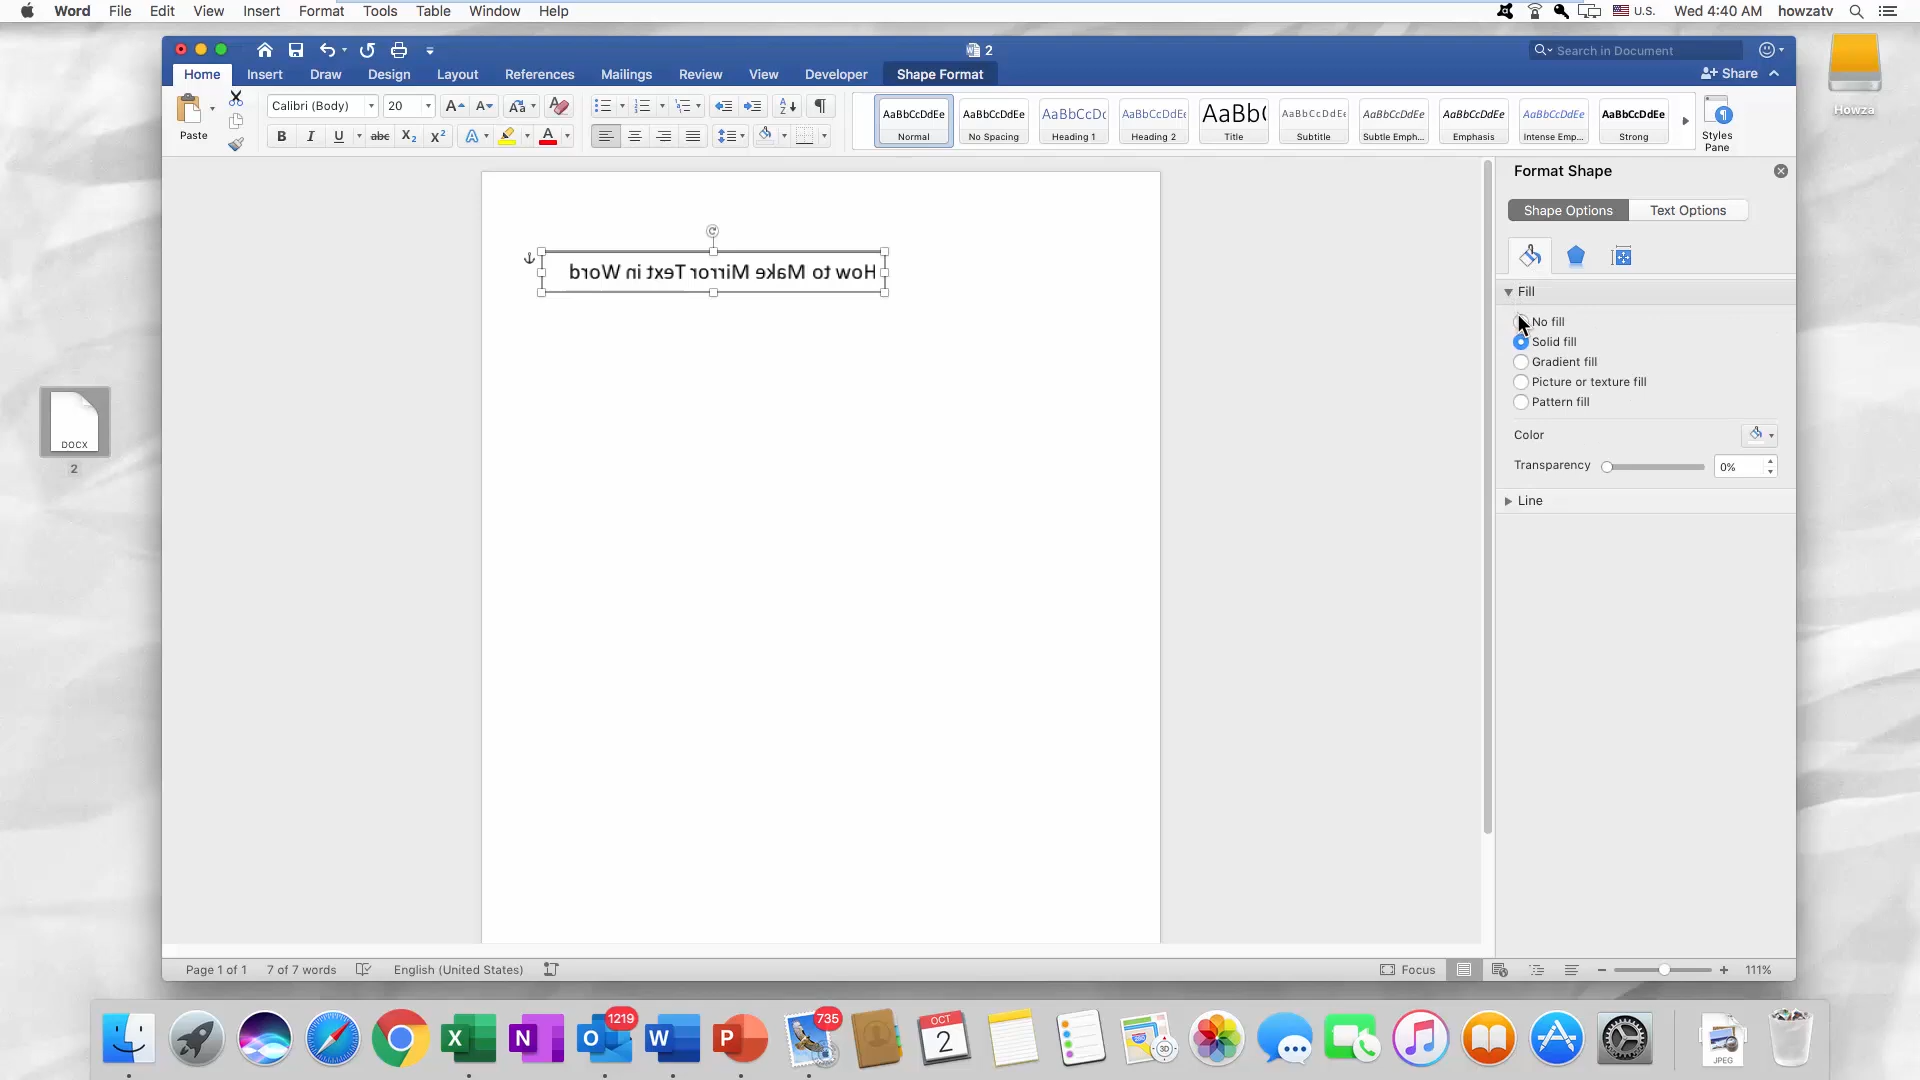 Word File Edit View Insert Format Tools Table Window Help U.S. Wed 4:40 AM howzatv
2 Search in Document
Home Insert Draw Design Layout References Mailings Review View Developer Shape Format Share
Paste Calibri (Body) 20 AaBbCcDdEe AaBbCcDdEe AaBbCcDc AaBbCcDdEe AaBb( AaBbCcDdEe AaBbCcDdEe AaBbCcDdEe AaBbCcDdEe AaBbCcDdEe
Normal No Spacing Heading 1 Heading 2 Title Subtitle Subtle Emph... Emphasis Intense Emp... Strong Styles Pane
Howza
Format Shape
Shape Options Text Options
How to Make Mirror Text in Word
Fill
No fill
Solid fill
Gradient fill
Picture or texture fill
Pattern fill
Color
Transparency 0%
Line
DOCX
2
Page 1 of 1 7 of 7 words English (United States) Focus 111%
1219 735 OCT 2 JPEG